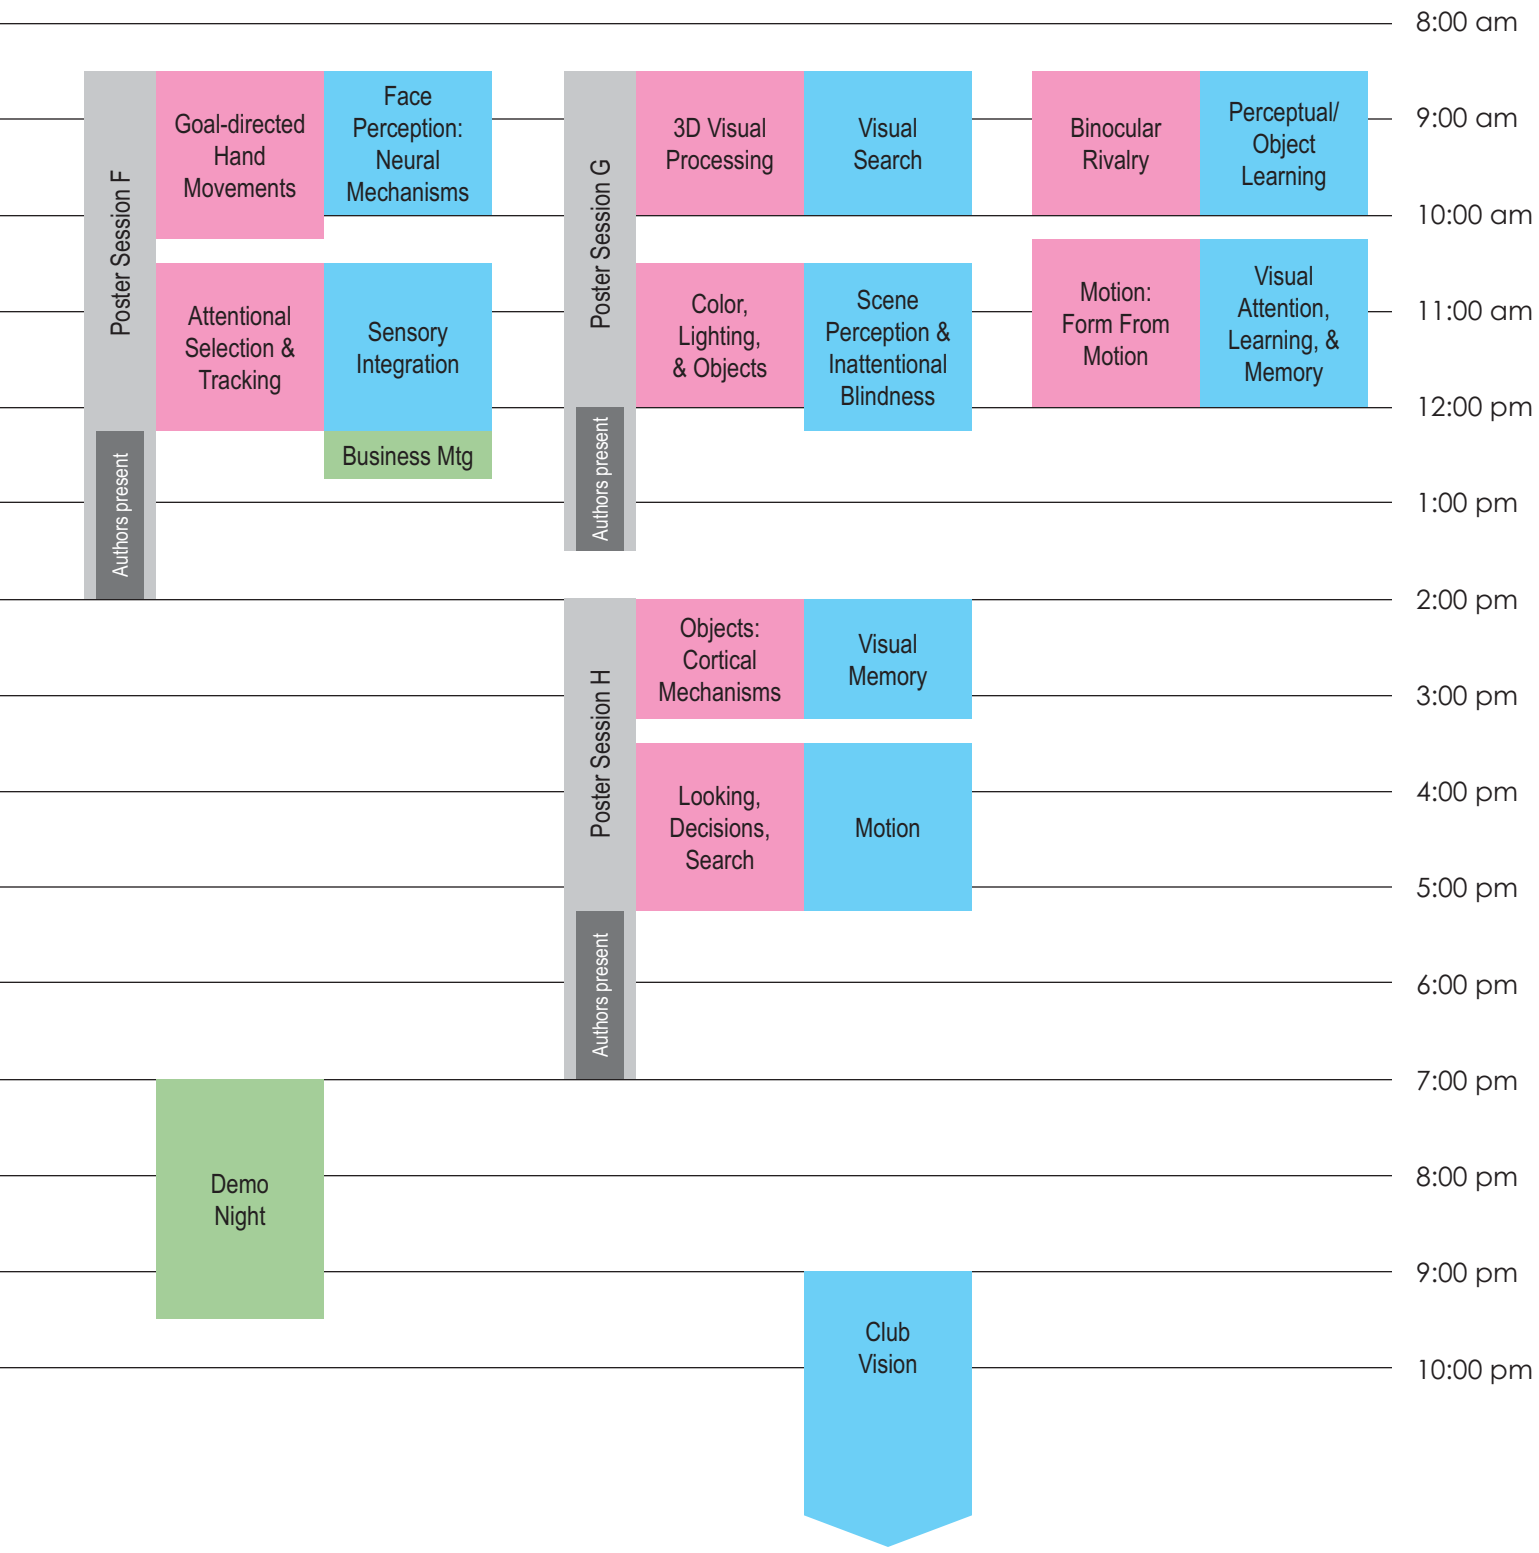 8:00 am
9:00 am
10:00 am
11:00 am
12:00 pm
1:00 pm
2:00 pm
3:00 pm
4:00 pm
5:00 pm
6:00 pm
7:00 pm
8:00 pm
9:00 pm
10:00 pm
Poster Session F
Authors present
Goal-directed
Hand
Movements
Face
Perception:
Neural
Mechanisms
Attentional
Selection &
Tracking
Sensory
Integration
Business Mtg
Demo
Night
Poster Session G
Authors present
3D Visual
Processing
Visual
Search
Color,
Lighting,
& Objects
Scene
Perception &
Inattentional
Blindness
Poster Session H
Authors present
Objects:
Cortical
Mechanisms
Visual
Memory
Looking,
Decisions,
Search
Motion
Club
Vision
Binocular
Rivalry
Perceptual/
Object
Learning
Motion:
Form From
Motion
Visual
Attention,
Learning, &
Memory